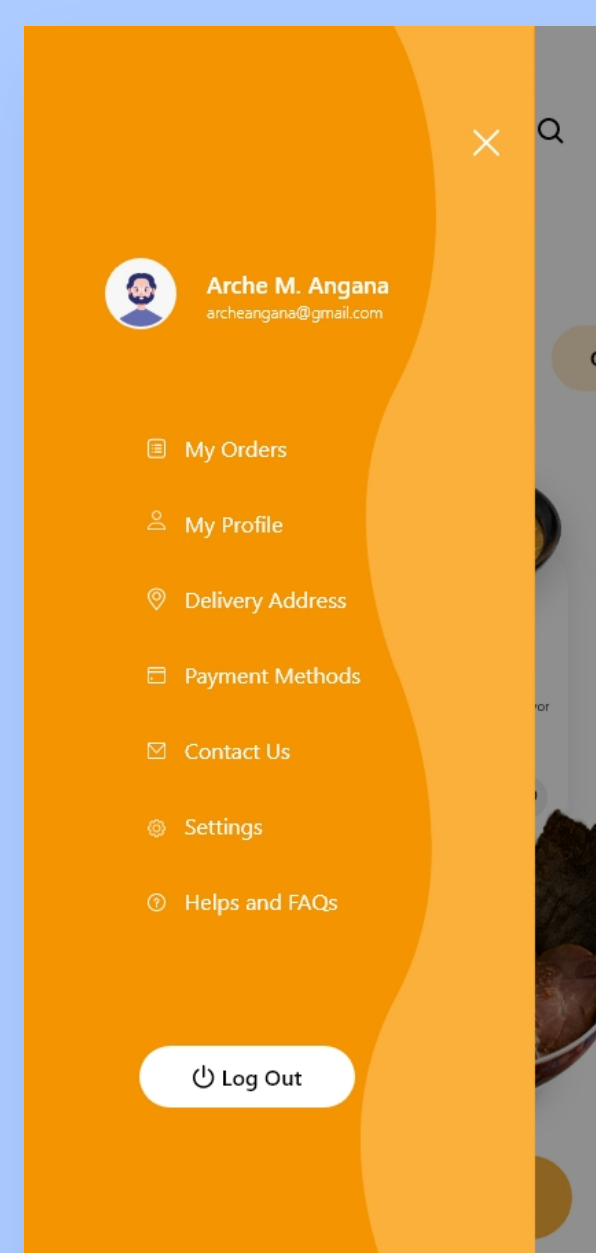 Arche M. Angana
archeangana@gmail.com
My Orders
My Profile
Delivery Address
Payment Methods
Contact Us
Settings
Helps and FAQs
Log Out